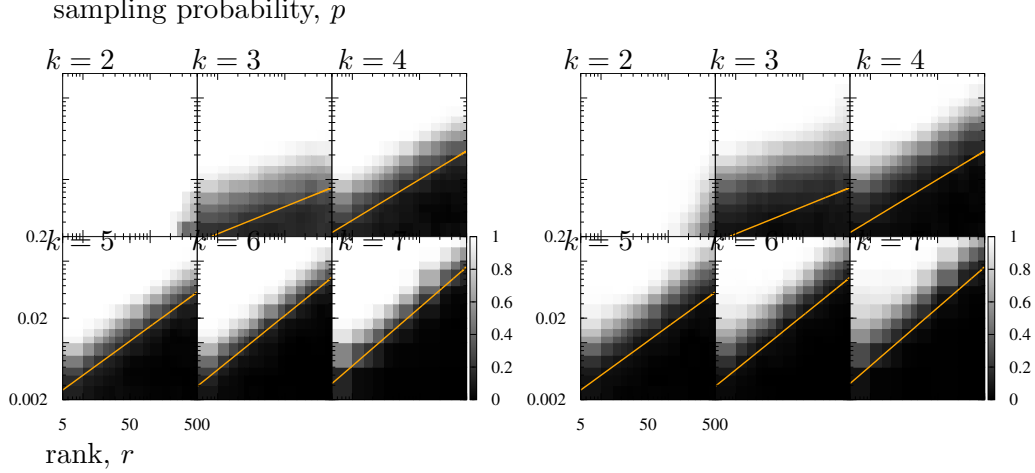 sampling probability, p
k = 2 k = 3 k = 4 k = 2 k = 3 k = 4
0.2 k = 5 k = 6 k = 7 1 0.2 k = 5 k = 6 k = 7 1
0.8 0.8
0.6 0.6
0.02 0.02
0.4 0.4
0.2 0.2
0.002 0 0.002 0
5 50 500 5 50 500
rank, r